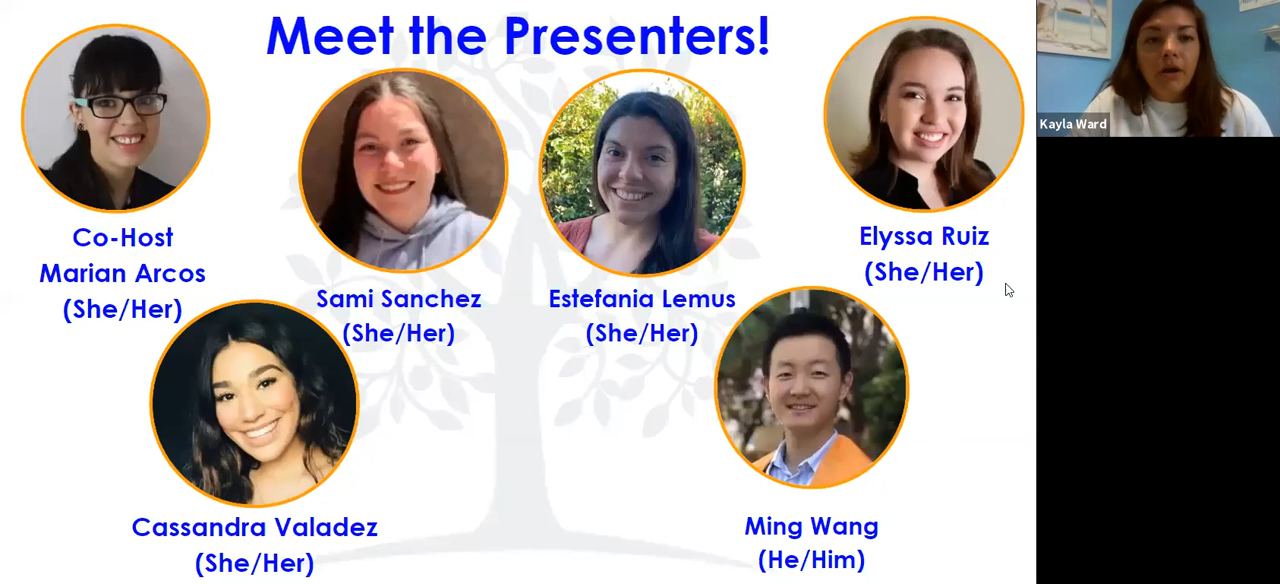 Meet the Presenters!
Co-Host
Marian Arcos
(She/Her)
Sami Sanchez
(She/Her)
Estefania Lemus
(She/Her)
Elyssa Ruiz
(She/Her)
Cassandra Valadez
(She/Her)
Ming Wang
(He/Him)
Kayla Ward